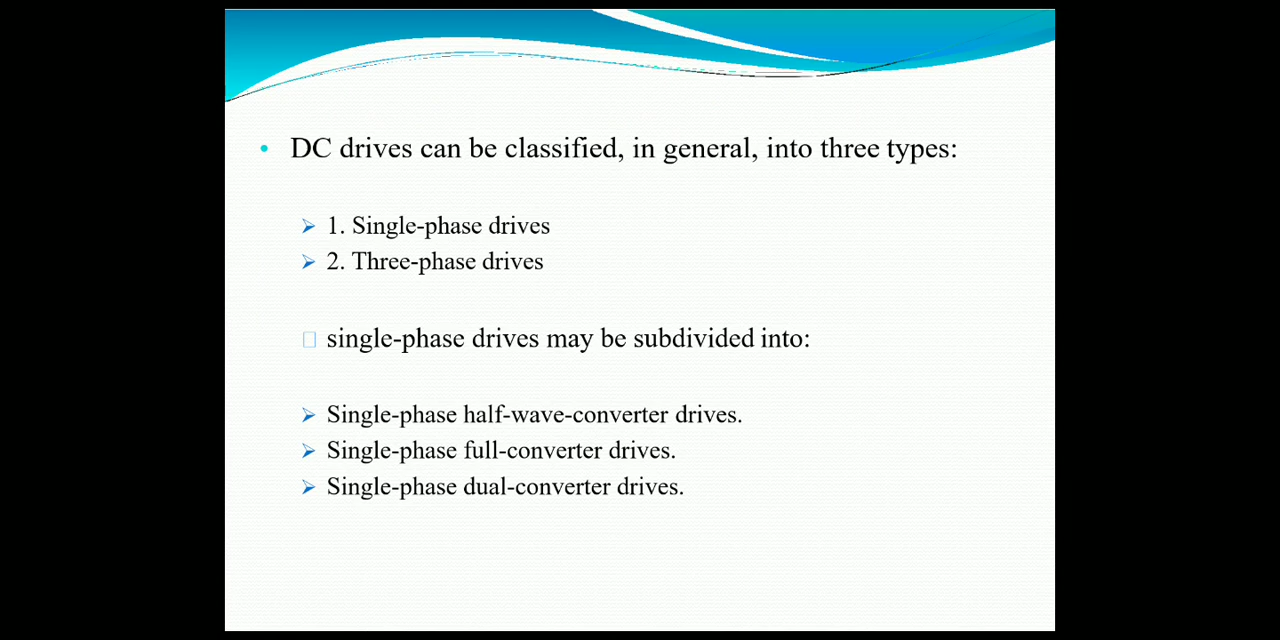 DC drives can be classified, in general, into three types:
1. Single-phase drives
2. Three-phase drives
single-phase drives may be subdivided into:
Single-phase half-wave-converter drives.
Single-phase full-converter drives.
Single-phase dual-converter drives.